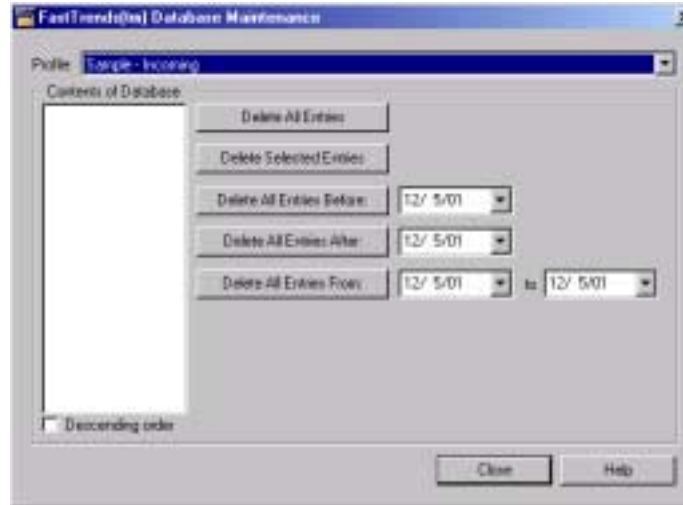 FastTrends(tm) Database Maintenance
Profile: Sample - Incoming
Contents of Database
Delete All Entries
Delete Selected Entries
Delete All Entries Before: 12/ 5/01
Delete All Entries After: 12/ 5/01
Delete All Entries From: 12/ 5/01 to 12/ 5/01
Descending order
Close Help